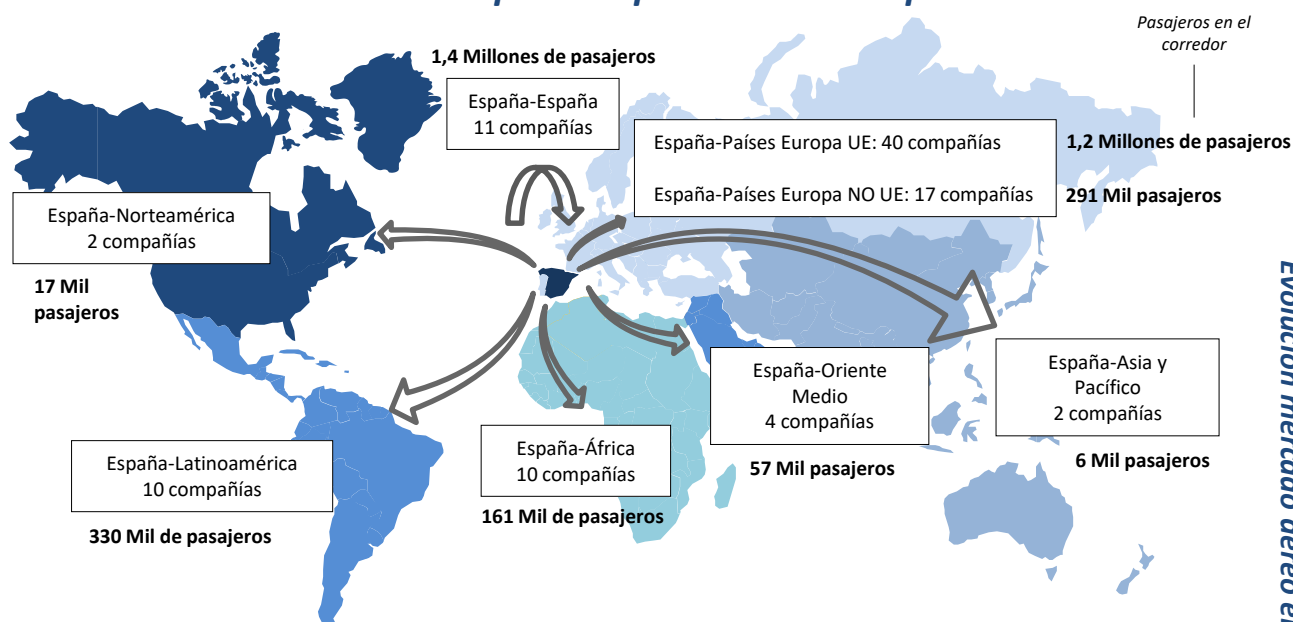 Pasajeros en el
corredor
1,4 Millones de pasajeros
España-España
11 compañías
España-Países Europa UE: 40 compañías
1,2 Millones de pasajeros
España-Países Europa NO UE: 17 compañías
291 Mil pasajeros
España-Norteamérica
2 compañías
17 Mil
pasajeros
España-Oriente
Medio
4 compañías
57 Mil pasajeros
España-Asia y
Pacífico
2 compañías
6 Mil pasajeros
España-Latinoamérica
10 compañías
330 Mil de pasajeros
España-África
10 compañías
161 Mil de pasajeros
Evolución mercado aéreo